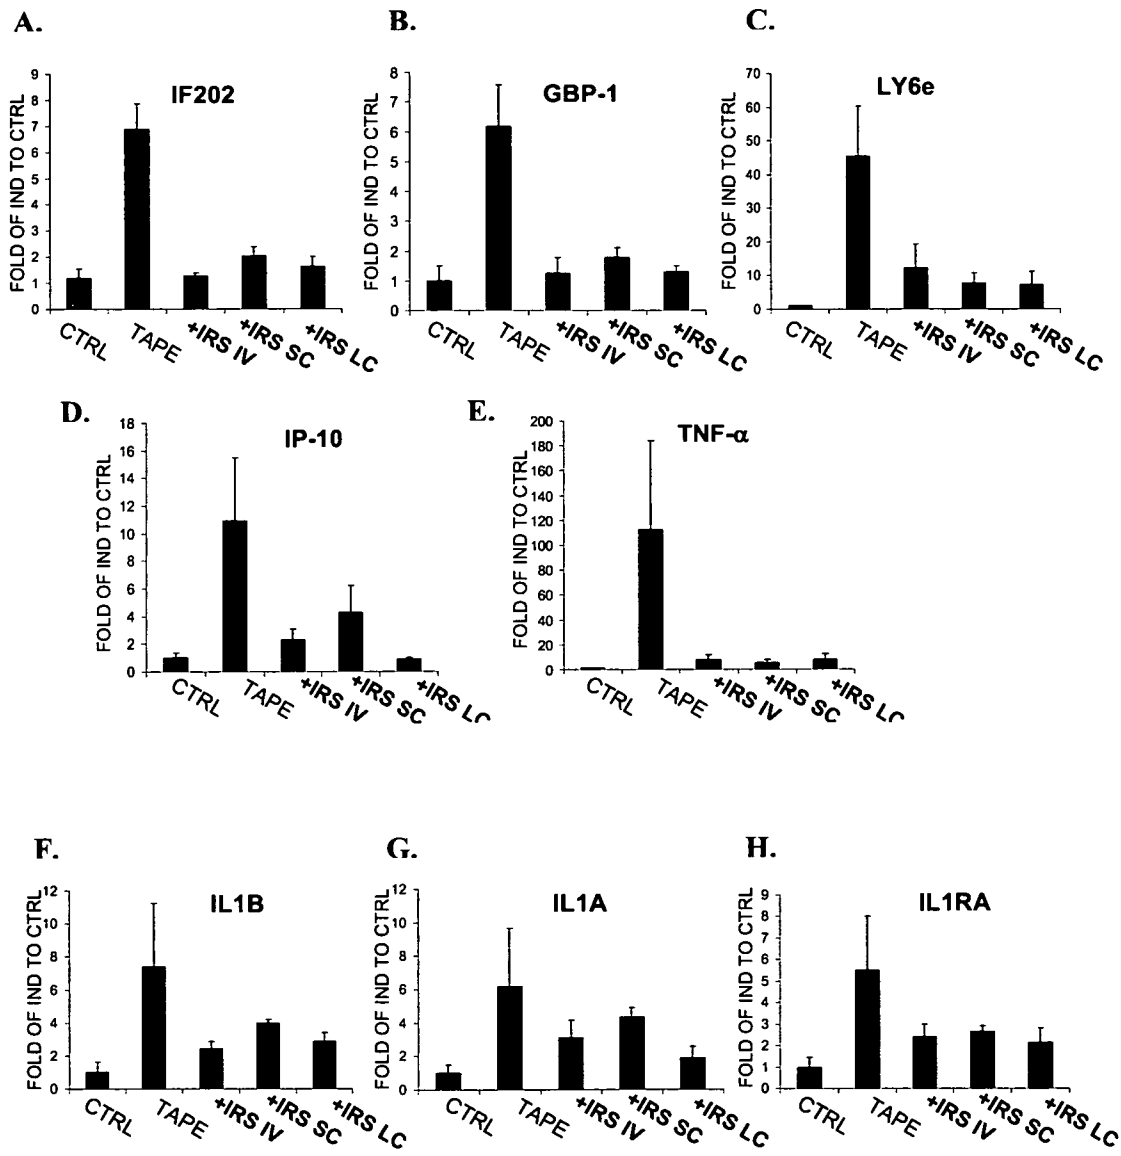 A.
B.
C.
IF202
FOLD OF IND TO CTRL
9
8
7
6
5
4
3
2
1
0
CTRL
TAPE
+IRS IV
+IRS SC
+IRS LC
GBP-1
FOLD OF IND TO CTRL
8
7
6
5
4
3
2
1
0
CTRL
TAPE
+IRS IV
+IRS SC
+IRS LC
LY6e
FOLD OF IND TO CTRL
70
60
50
40
30
20
10
0
CTRL
TAPE
+IRS IV
+IRS SC
+IRS LC
D.
E.
IP-10
FOLD OF IND TO CTRL
18
16
14
12
10
8
6
4
2
0
CTRL
TAPE
+IRS IV
+IRS SC
+IRS LC
TNF-α
FOLD OF IND TO CTRL
200
180
160
140
120
100
80
60
40
20
0
CTRL
TAPE
+IRS IV
+IRS SC
+IRS LC
F.
G.
H.
IL1B
FOLD OF IND TO CTRL
12
10
8
6
4
2
0
CTRL
TAPE
+IRS IV
+IRS SC
+IRS LC
IL1A
FOLD OF IND TO CTRL
12
10
8
6
4
2
0
CTRL
TAPE
+IRS IV
+IRS SC
+IRS LC
IL1RA
FOLD OF IND TO CTRL
9
8
7
6
5
4
3
2
1
0
CTRL
TAPE
+IRS IV
+IRS SC
+IRS LC